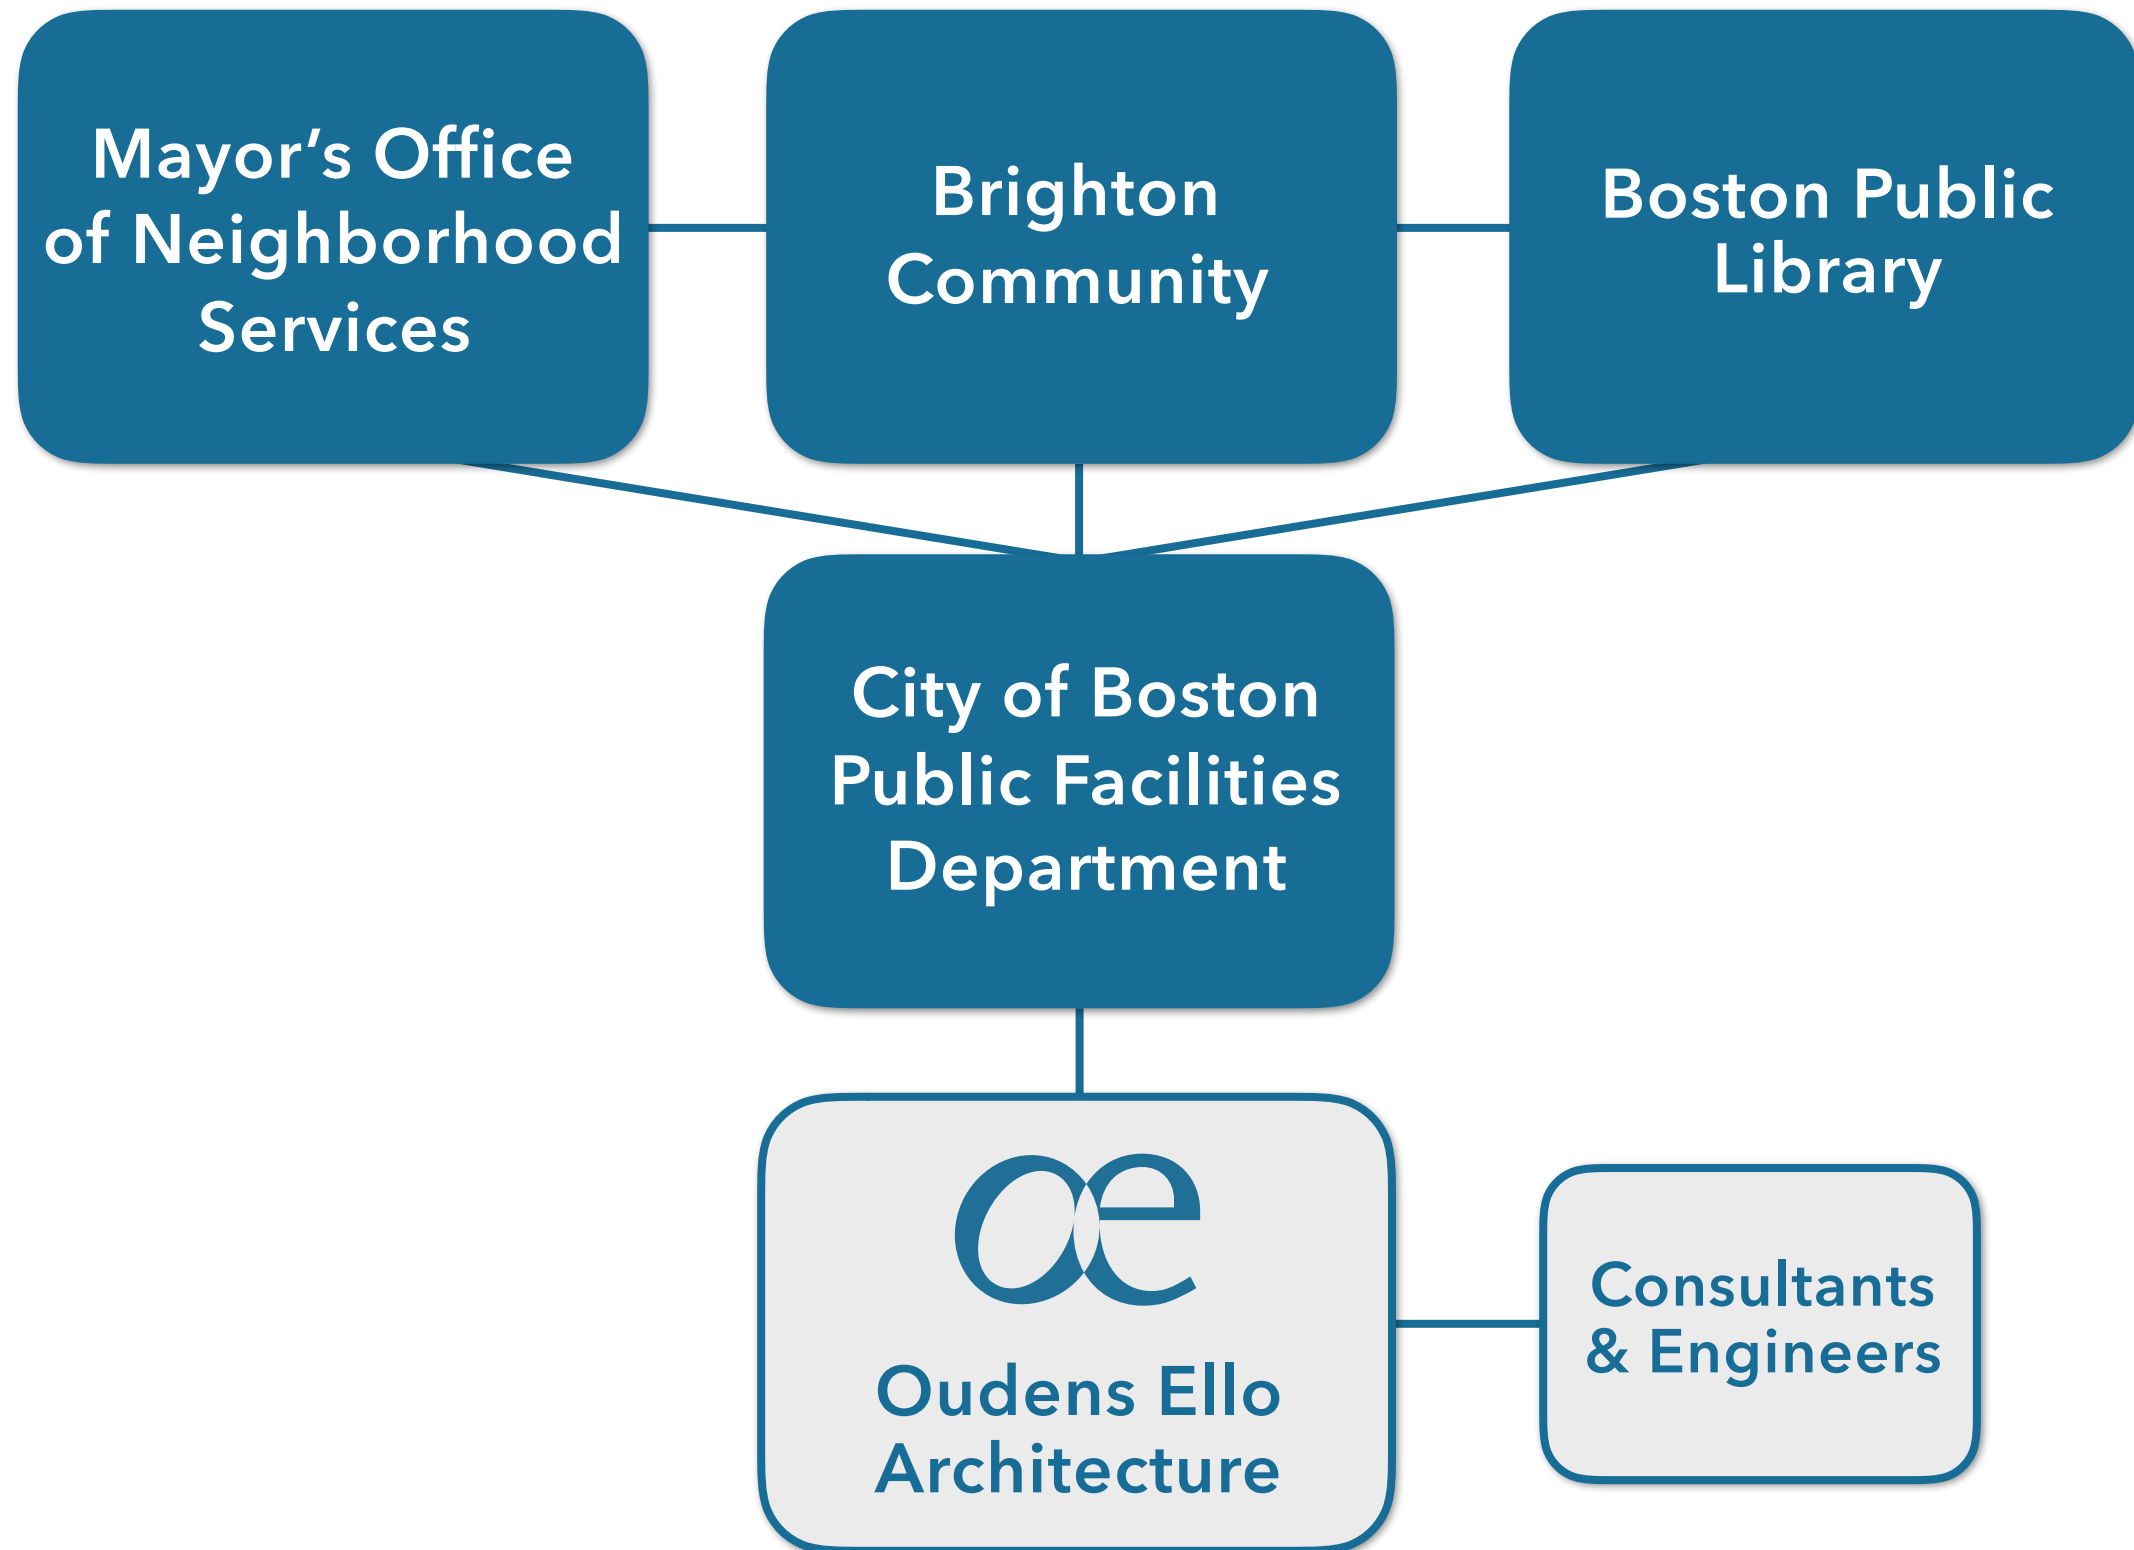 Mayor’s Office
of Neighborhood
Services
Brighton
Community
Boston Public
Library
City of Boston
Public Facilities
Department
œ
Oudens Ello
Architecture
Consultants
& Engineers